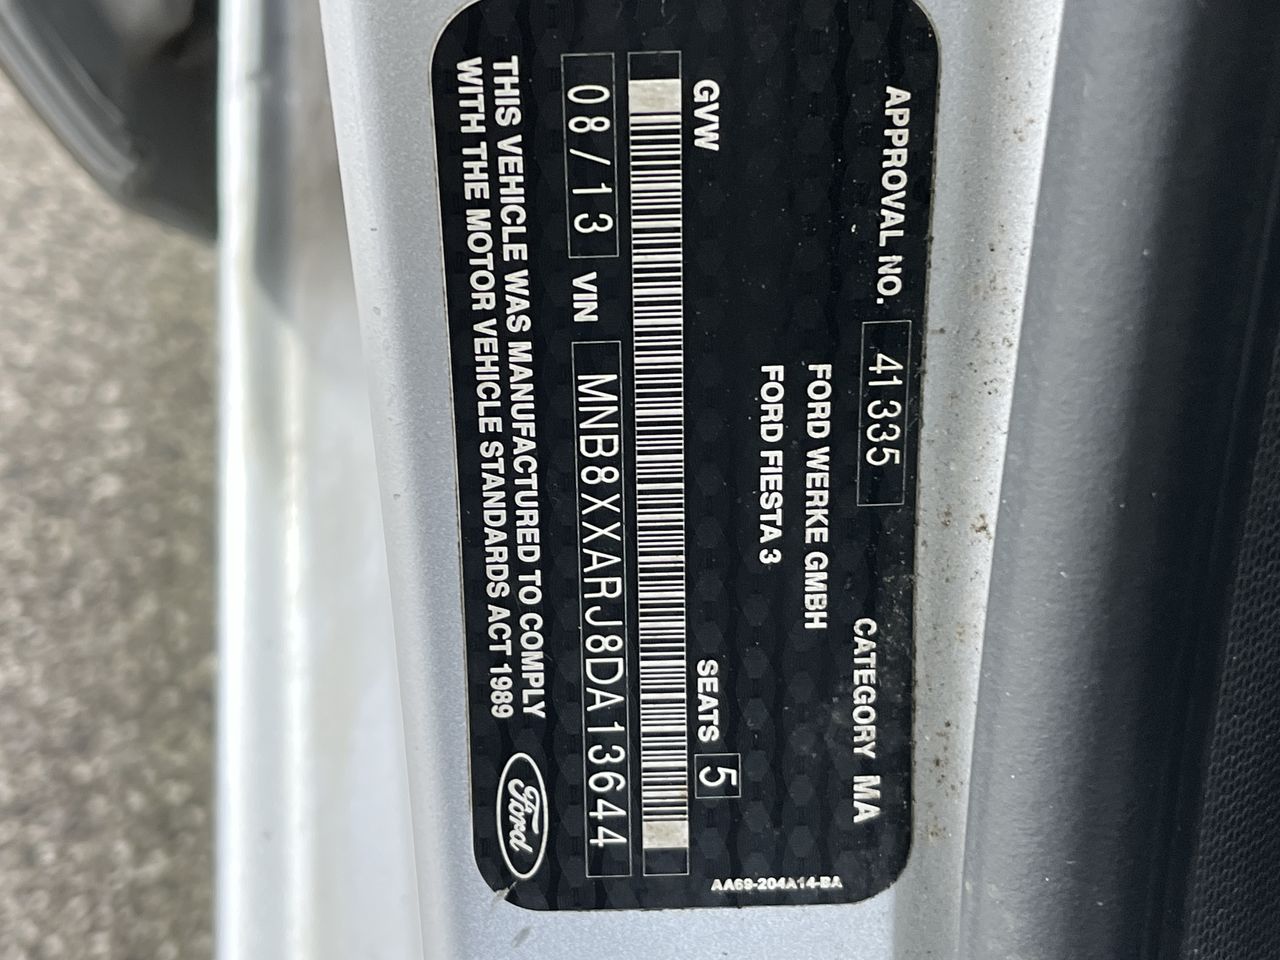 APPROVAL NO. 41335 CATEGORY MA
FORD WERKE GMBH
FORD FIESTA 3
GVW SEATS 5
08/13 VIN MNB8XXARJ8DA13644
THIS VEHICLE WAS MANUFACTURED TO COMPLY
WITH THE MOTOR VEHICLE STANDARDS ACT 1989
Ford
AA69-204A14-BA